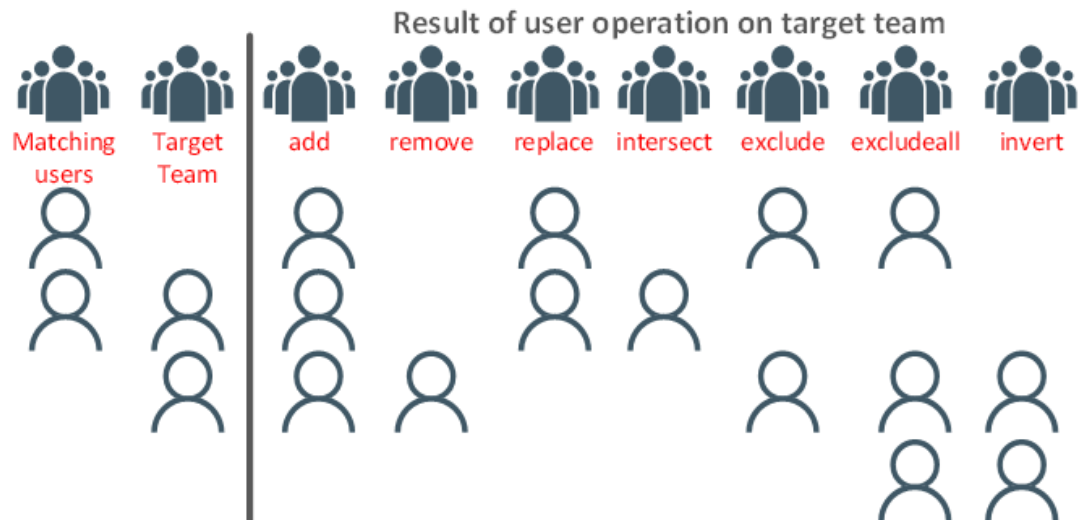 Result of user operation on target team
Matching users
Target Team
add
remove
replace
intersect
exclude
excludeall
invert